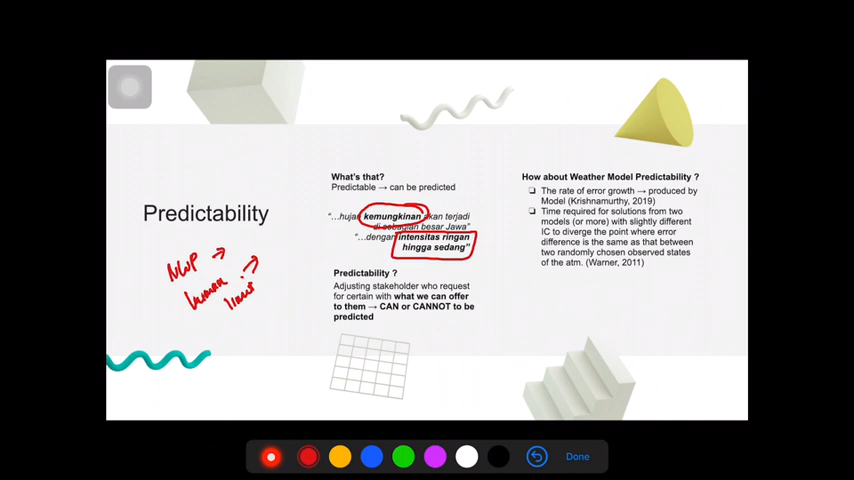 Predictability
NWP →
human
What's that?
Predictable → can be predicted
"…hujan kemungkinan akan terjadi
di sebagian besar Jawa"
"…dengan intensitas ringan
hingga sedang"
Predictability ?
Adjusting stakeholder who request
for certain with what we can offer
to them → CAN or CANNOT to be
predicted
How about Weather Model Predictability ?
❑ The rate of error growth → produced by
Model (Krishnamurthy, 2019)
❑ Time required for solutions from two
models (or more) with slightly different
IC to diverge the point where error
difference is the same as that between
two randomly chosen observed states
of the atm. (Warner, 2011)
Done